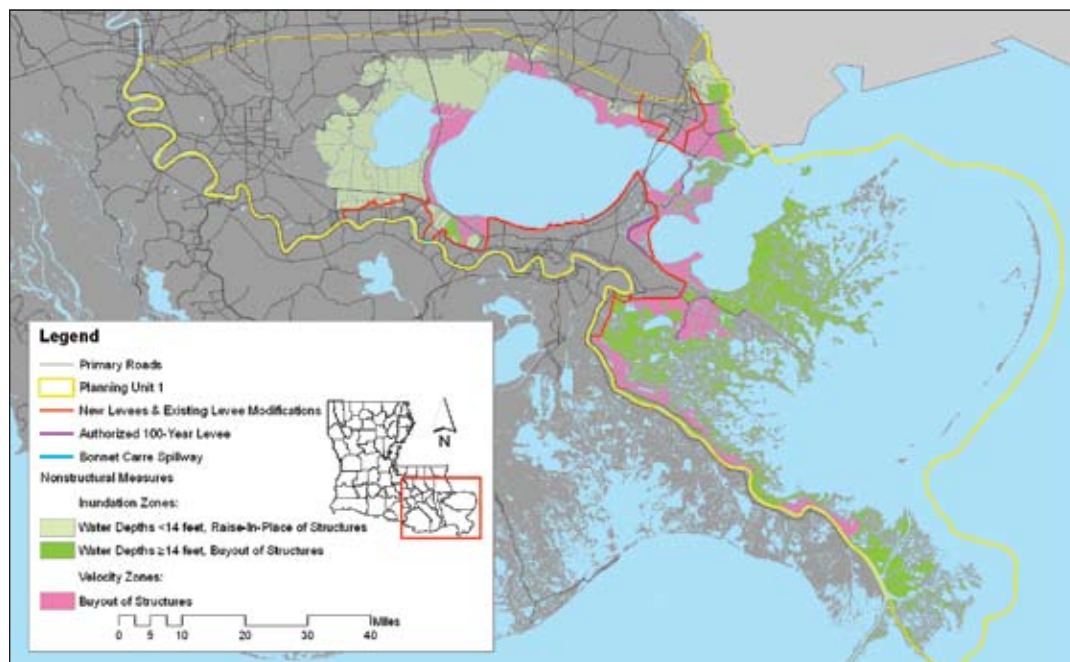 Legend
Primary Roads
Planning Unit 1
New Levees & Existing Levee Modifications
Authorized 100-Year Levee
Bonnet Carre Spillway
Nonstructural Measures
Inundation Zones:
Water Depths <14 feet, Raise-In-Place of Structures
Water Depths ≥14 feet, Buyout of Structures
Velocity Zones:
Buyout of Structures
N
Miles
0 5 10 20 30 40